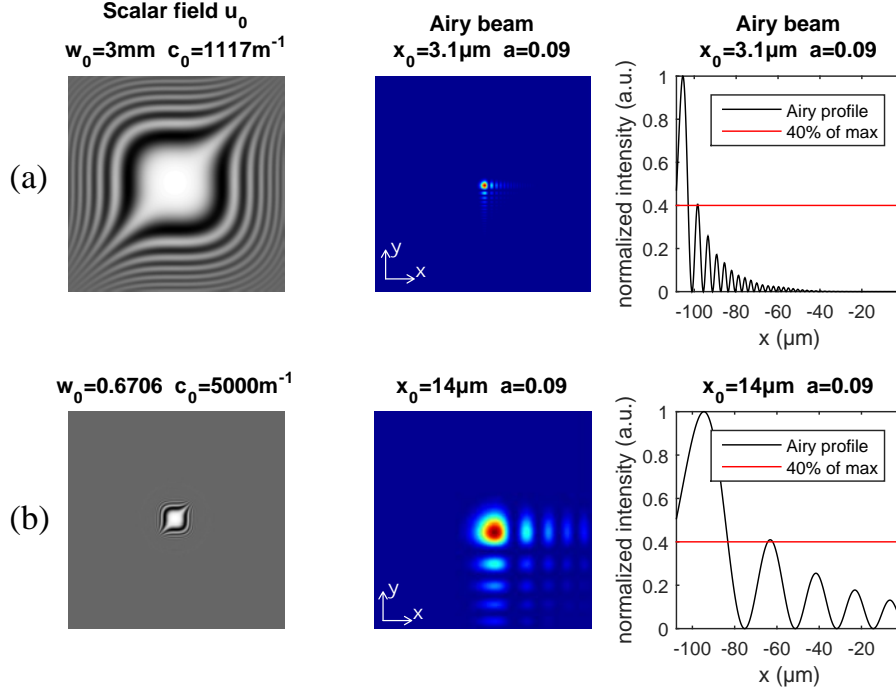 Scalar field u₀
w₀=3mm c₀=1117m⁻¹
Airy beam
x₀=3.1µm a=0.09
Airy beam
x₀=3.1µm a=0.09
(a)
y
x
normalized intensity (a.u.)
1
0.8
0.6
0.4
0.2
0
Airy profile
40% of max
-100 -80 -60 -40 -20
x (µm)
w₀=0.6706 c₀=5000m⁻¹
x₀=14µm a=0.09
x₀=14µm a=0.09
(b)
y
x
normalized intensity (a.u.)
1
0.8
0.6
0.4
0.2
0
Airy profile
40% of max
-100 -80 -60 -40 -20
x (µm)